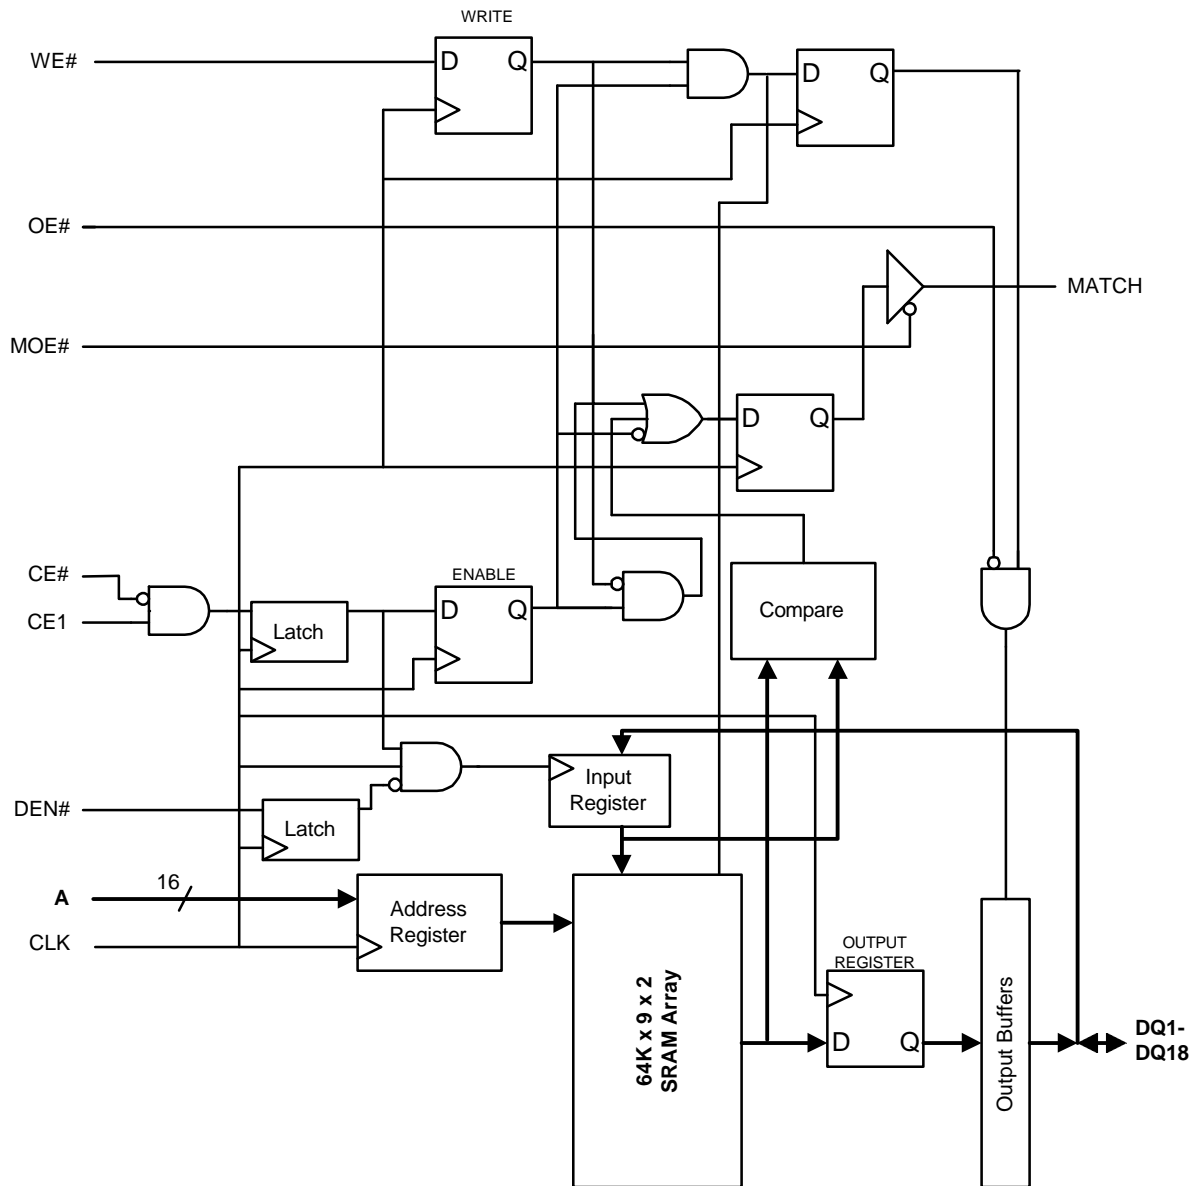 WRITE
WE#
D Q
D Q
OE#
MATCH
MOE#
D Q
CE#
ENABLE
CE1
D Q
Latch
Compare
Input
Register
DEN#
Latch
16
A
Address
Register
CLK
OUTPUT
REGISTER
64K x 9 x 2
SRAM Array
D Q
Output Buffers
DQ1-
DQ18